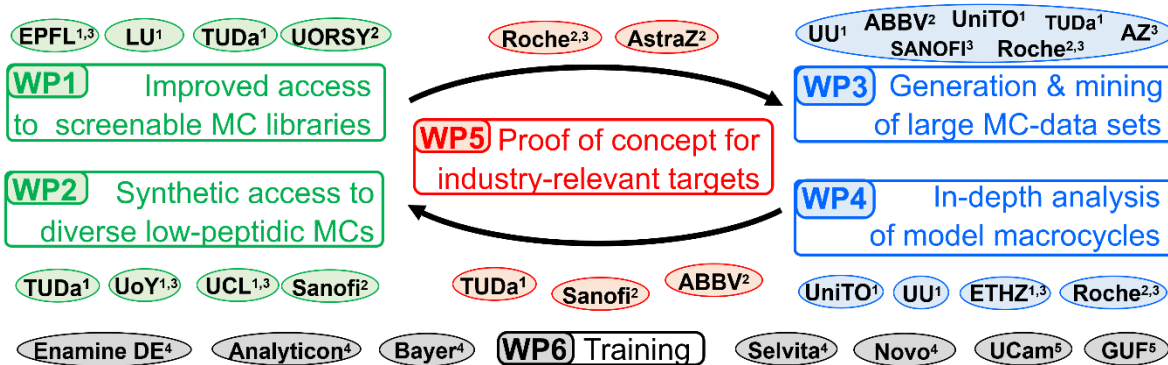 EPFL¹,³ LU¹ TUDa¹ UORSY²
WP1 Improved access
to screenable MC libraries
WP2 Synthetic access to
diverse low-peptidic MCs
TUDa¹ UoY¹,³ UCL¹,³ Sanofi²
Roche²,³ AstraZ²
WP5 Proof of concept for
industry-relevant targets
TUDa¹ Sanofi² ABBV²
UU¹ ABBV² UniTO¹ TUDa¹ AZ³
SANOFI³ Roche²,³
WP3 Generation & mining
of large MC-data sets
WP4 In-depth analysis
of model macrocycles
UniTO¹ UU¹ ETHZ¹,³ Roche²,³
Enamine DE⁴ Analyticon⁴ Bayer⁴ WP6 Training Selvita⁴ Novo⁴ UCam⁵ GUF⁵